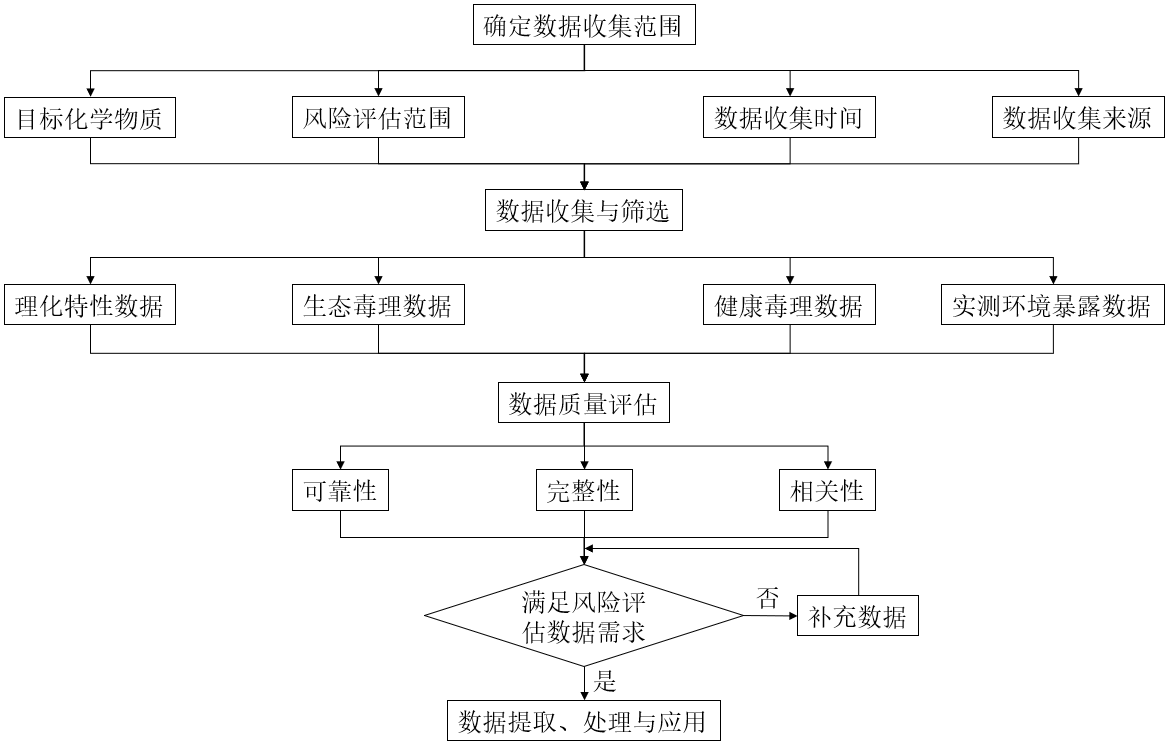 确定数据收集范围
目标化学物质
风险评估范围
数据收集时间
数据收集来源
数据收集与筛选
理化特性数据
生态毒理数据
健康毒理数据
实测环境暴露数据
数据质量评估
可靠性
完整性
相关性
满足风险评
估数据需求
否
补充数据
是
数据提取、处理与应用